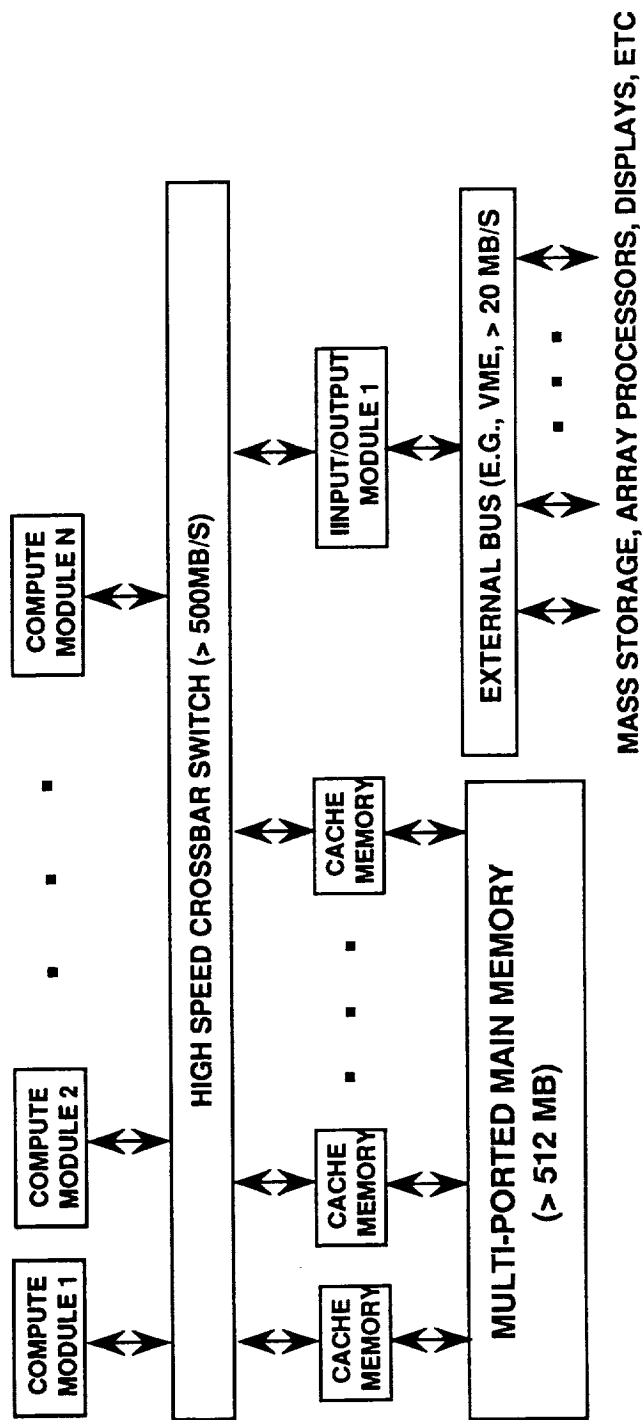 COMPUTE
MODULE 1
COMPUTE
MODULE 2
COMPUTE
MODULE N
HIGH SPEED CROSSBAR SWITCH (> 500MB/S)
CACHE
MEMORY
CACHE
MEMORY
CACHE
MEMORY
IINPUT/OUTPUT
MODULE 1
MULTI-PORTED MAIN MEMORY
(> 512 MB)
EXTERNAL BUS (E.G., VME, > 20 MB/S)
MASS STORAGE, ARRAY PROCESSORS, DISPLAYS, ETC